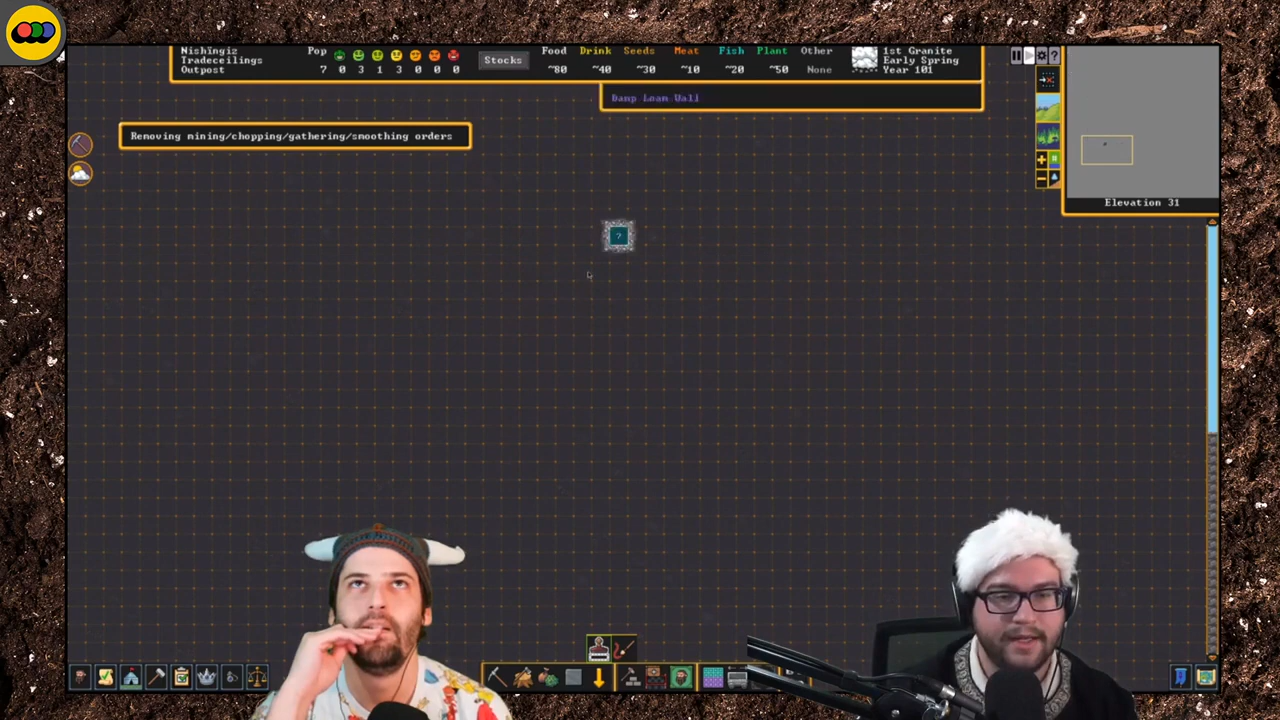 Nishingiz
Tradeceilings
Outpost
Pop
7 0 3 1 3 0 0 0
Stocks
Food Drink Seeds Meat Fish Plant Other
~80 ~40 ~30 ~10 ~20 ~50 None
1st Granite
Early Spring
Year 101
Damp Loam Wall
Removing mining/chopping/gathering/smoothing orders
?
?
Elevation 31